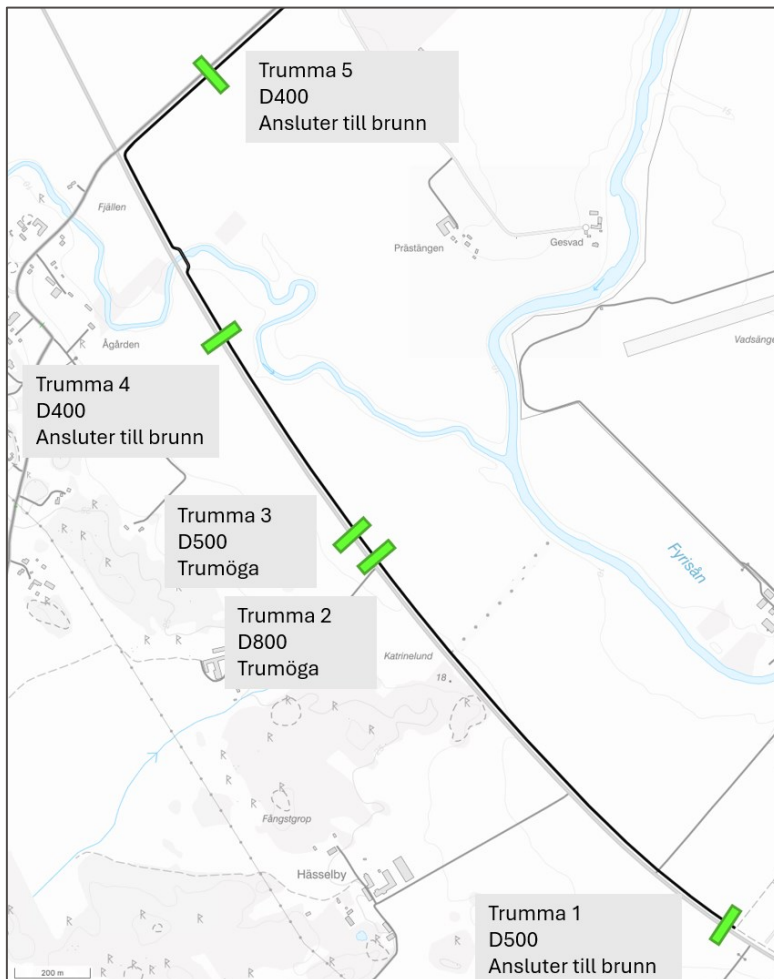 Trumma 5
D400
Ansluter till brunn
Fjällen
Prästängen
Gesvad
Vadsänge
Ågården
Trumma 4
D400
Ansluter till brunn
Trumma 3
D500
Trumöga
Fyrisån
Trumma 2
D800
Trumöga
Katrinelund
18
Fångstgrop
Hässelby
Trumma 1
D500
Ansluter till brunn
200 m